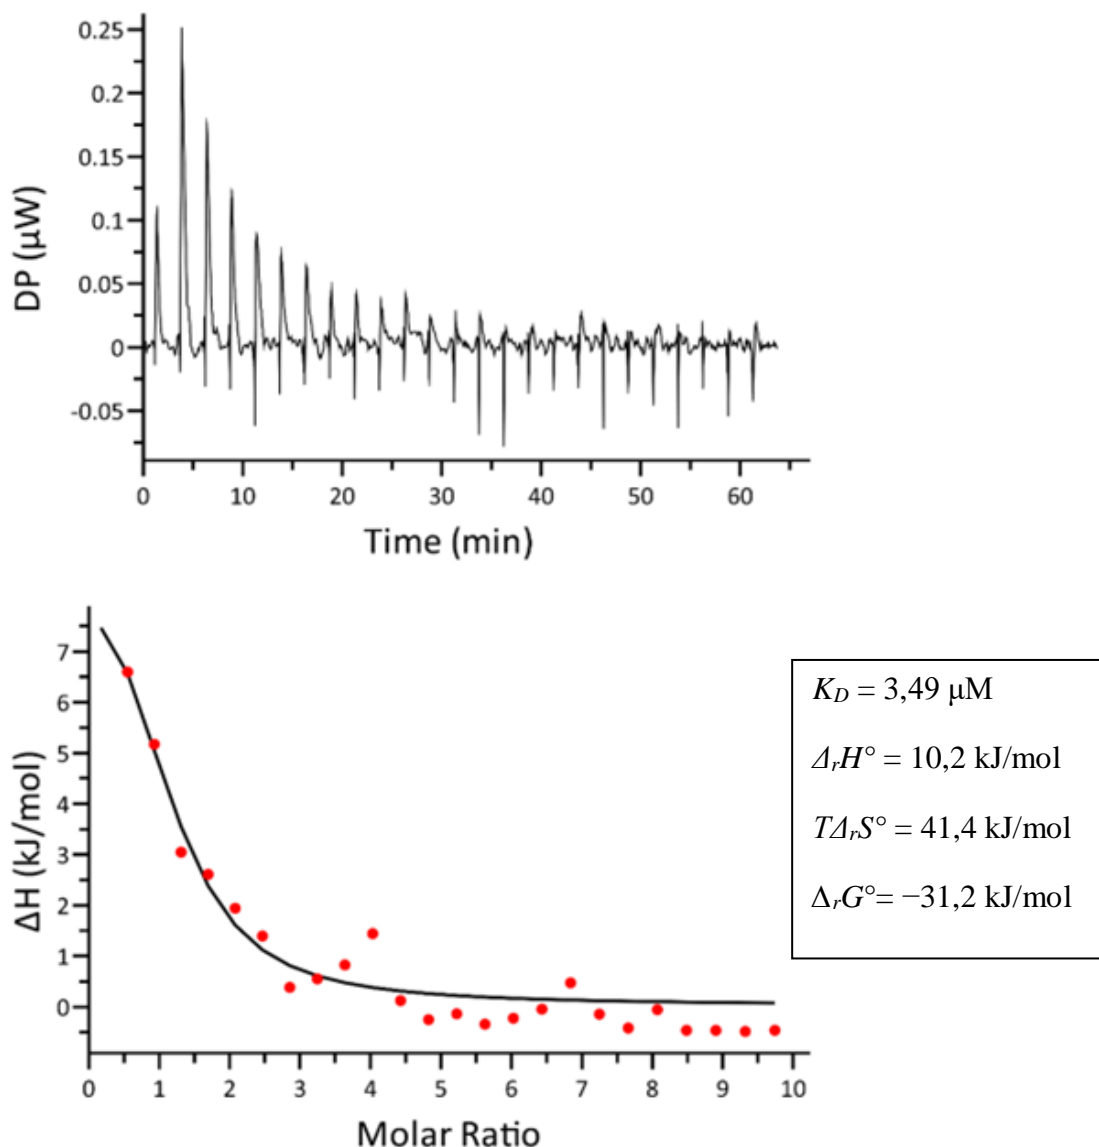 0.25
0.2
0.15
0.1
0.05
0
-0.05
DP (µW)
0 10 20 30 40 50 60
Time (min)
7
6
5
4
3
2
1
0
ΔH (kJ/mol)
0 1 2 3 4 5 6 7 8 9 10
Molar Ratio
K_D = 3,49 µM
Δ_rH° = 10,2 kJ/mol
TΔ_rS° = 41,4 kJ/mol
Δ_rG°= −31,2 kJ/mol